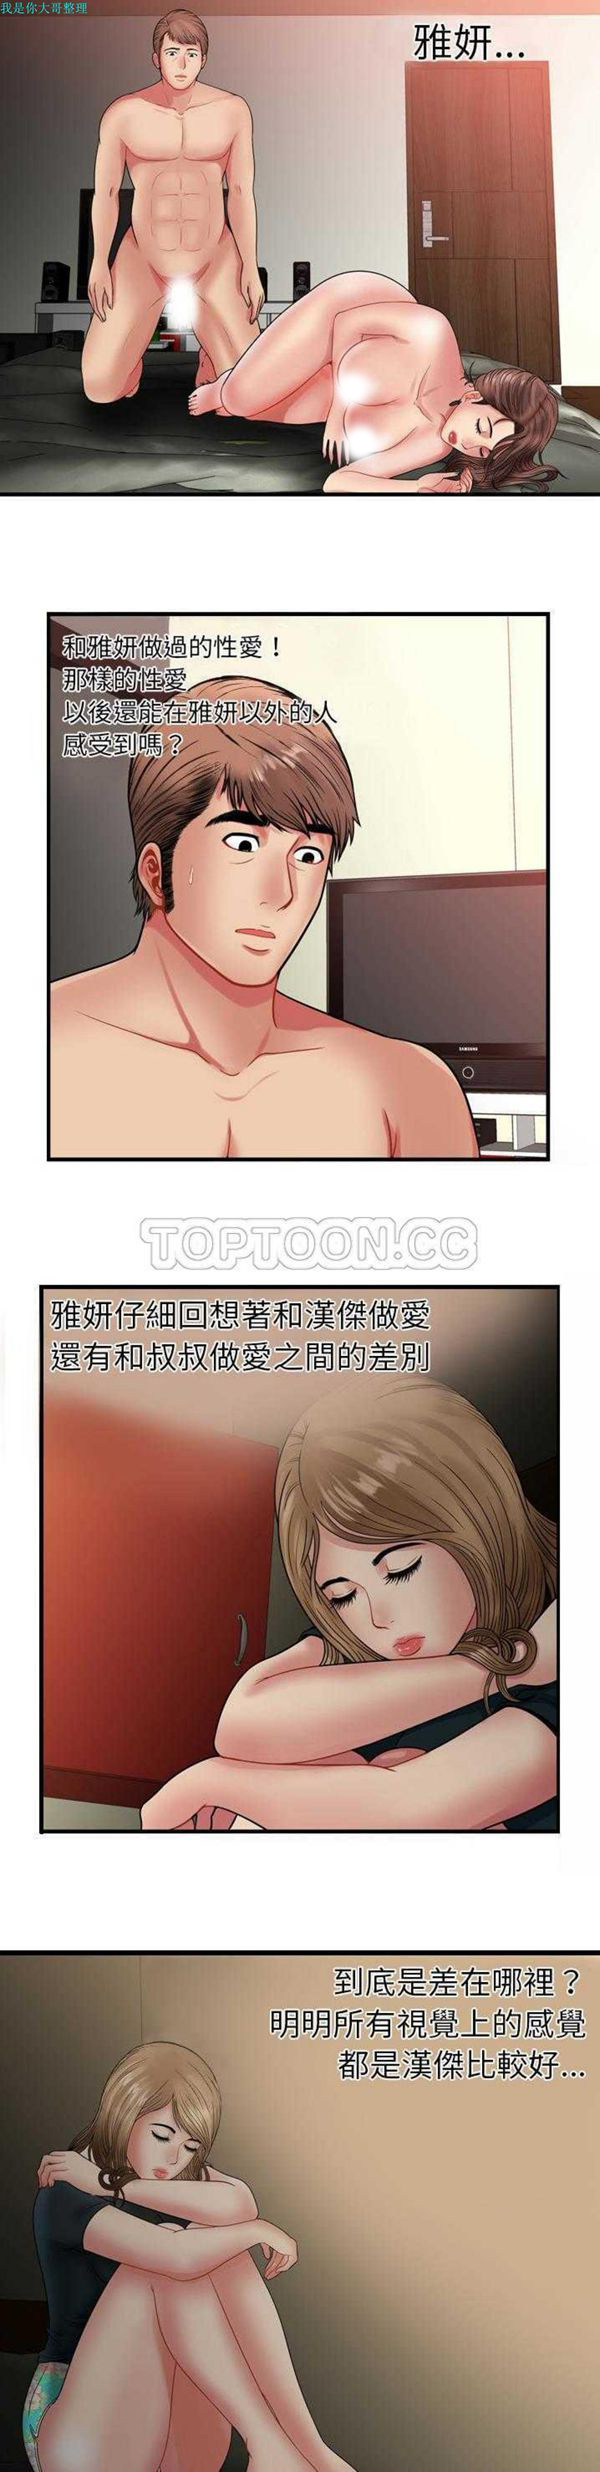 我是你大哥整理
雅妍...
和雅妍做過的性愛！
那樣的性愛
以後還能在雅妍以外的人
感受到嗎？
SAMSUNG
TOPTOON.CC
雅妍仔細回想著和漢傑做愛
還有和叔叔做愛之間的差別
到底是差在哪裡？
明明所有視覺上的感覺
都是漢傑比較好...